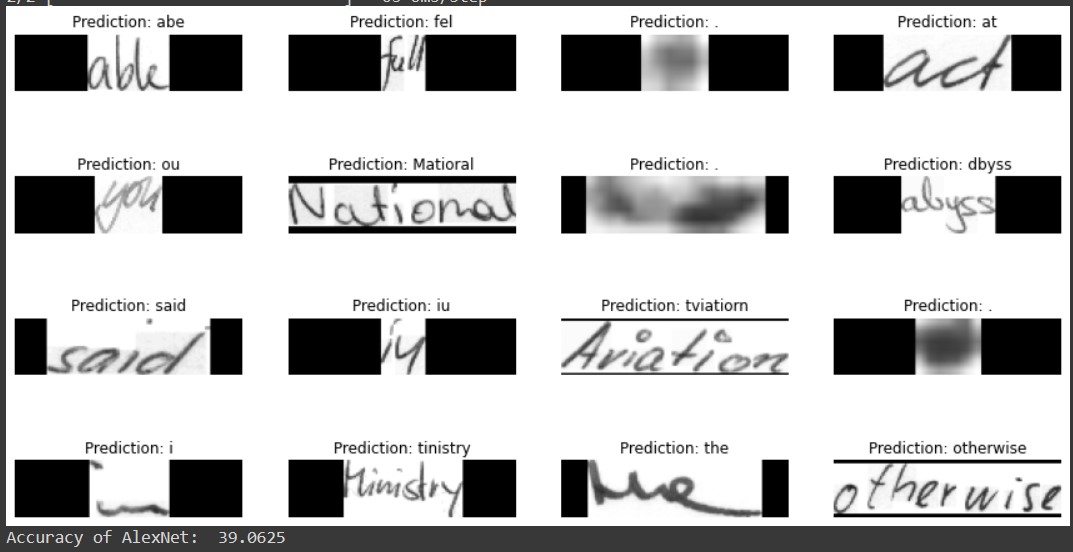 Prediction: abe
Prediction: fel
Prediction: .
Prediction: at
able
full
act
Prediction: ou
Prediction: Matioral
Prediction: .
Prediction: dbyss
you
National
abyss
Prediction: said
Prediction: iu
Prediction: tviatiorn
Prediction: .
said
Aviation
Prediction: i
Prediction: tinistry
Prediction: the
Prediction: otherwise
Ministry
the
otherwise
Accuracy of AlexNet: 39.0625